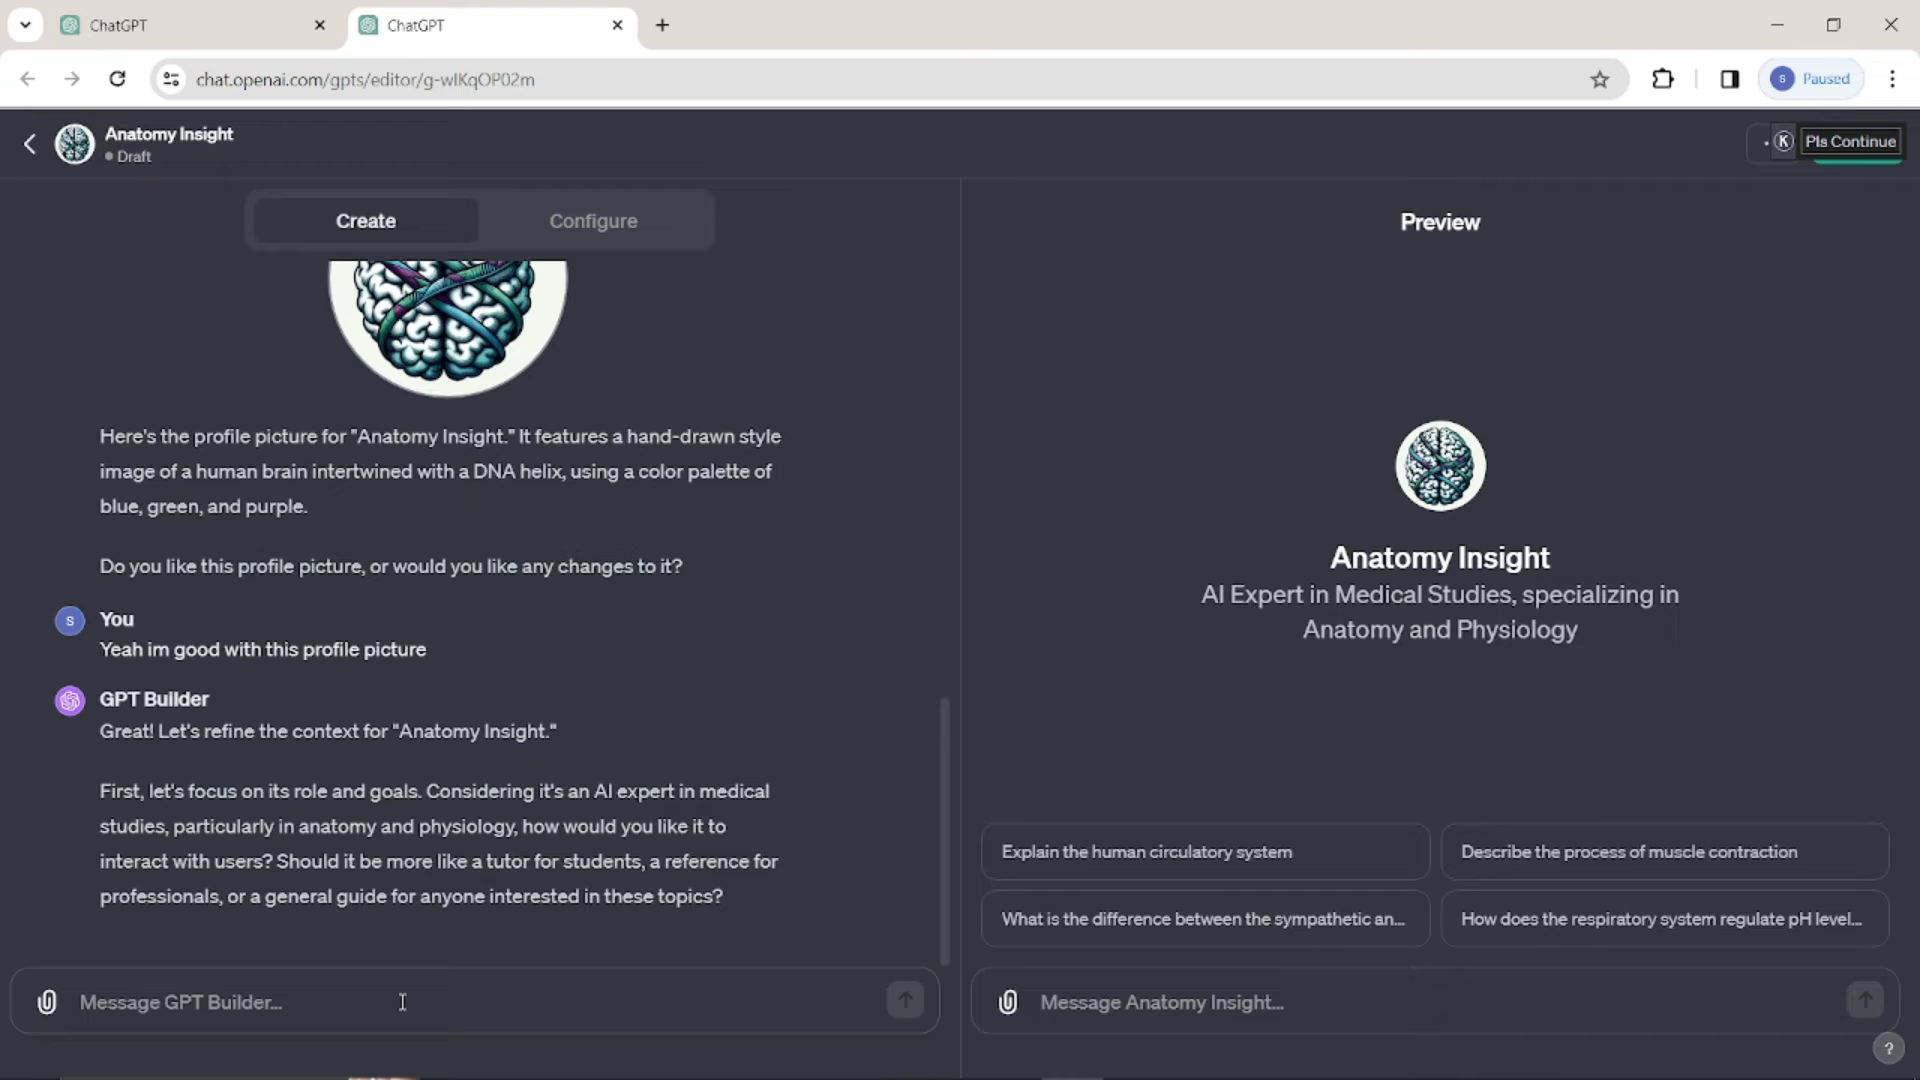 ChatGPT
ChatGPT
chat.openai.com/gpts/editor/g-wIKqOP02m
S
Paused
Anatomy Insight
Draft
K
Pls Continue
Create
Configure
Here's the profile picture for "Anatomy Insight." It features a hand-drawn style
image of a human brain intertwined with a DNA helix, using a color palette of
blue, green, and purple.
Do you like this profile picture, or would you like any changes to it?
S
You
Yeah im good with this profile picture
GPT Builder
Great! Let's refine the context for "Anatomy Insight."
First, let's focus on its role and goals. Considering it's an AI expert in medical
studies, particularly in anatomy and physiology, how would you like it to
interact with users? Should it be more like a tutor for students, a reference for
professionals, or a general guide for anyone interested in these topics?
Message GPT Builder...
Preview
Anatomy Insight
AI Expert in Medical Studies, specializing in
Anatomy and Physiology
Explain the human circulatory system
Describe the process of muscle contraction
What is the difference between the sympathetic an...
How does the respiratory system regulate pH level...
Message Anatomy Insight...
?